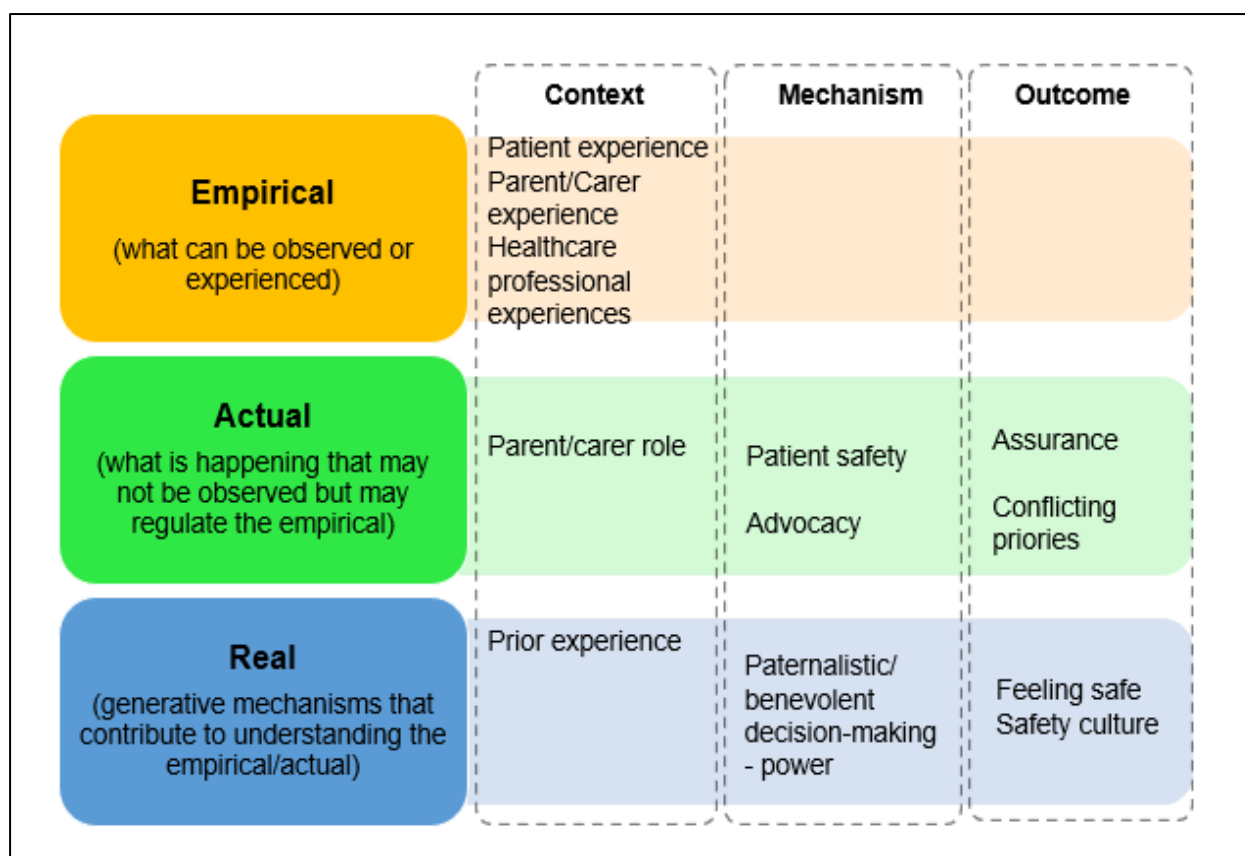 Context
Mechanism
Outcome
Empirical
(what can be observed or
experienced)
Patient experience
Parent/Carer
experience
Healthcare
professional
experiences
Actual
(what is happening that may
not be observed but may
regulate the empirical)
Parent/carer role
Patient safety
Advocacy
Assurance
Conflicting
priories
Real
(generative mechanisms that
contribute to understanding the
empirical/actual)
Prior experience
Paternalistic/
benevolent
decision-making
- power
Feeling safe
Safety culture